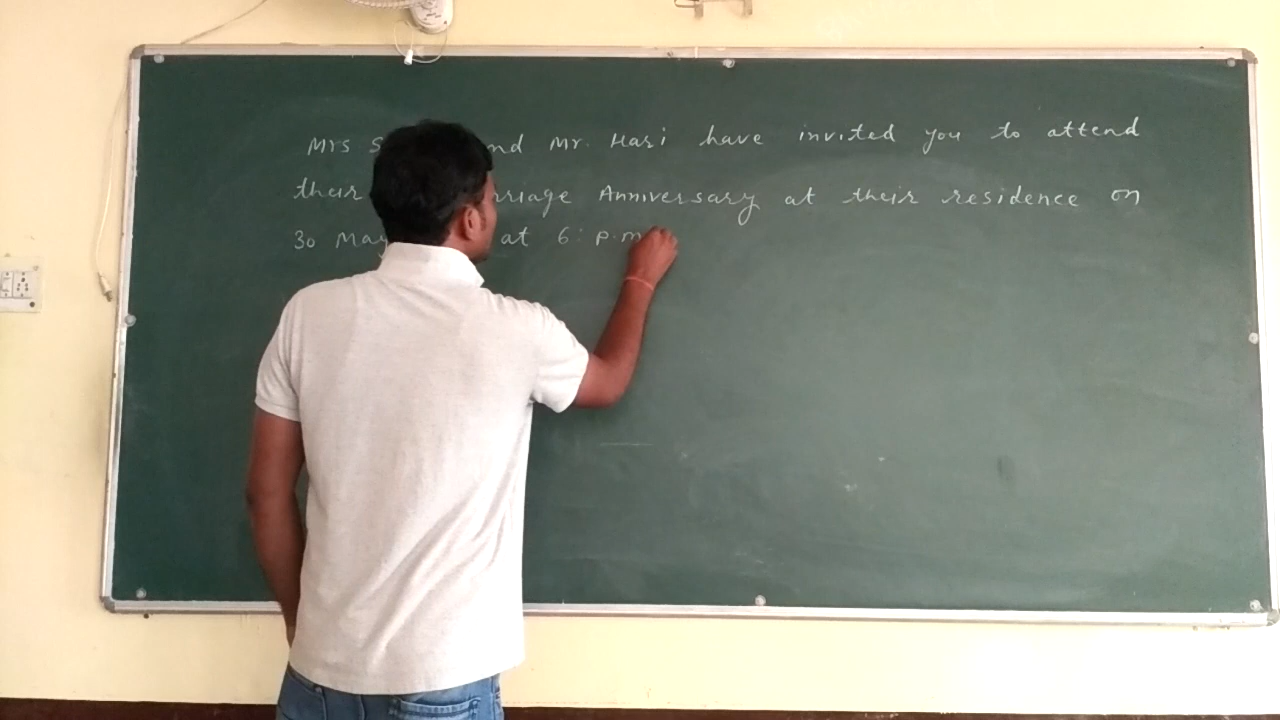 Mrs and Mr. Hari have invited you to attend
their Anniversary at their residence on
30 May at 6: p.m